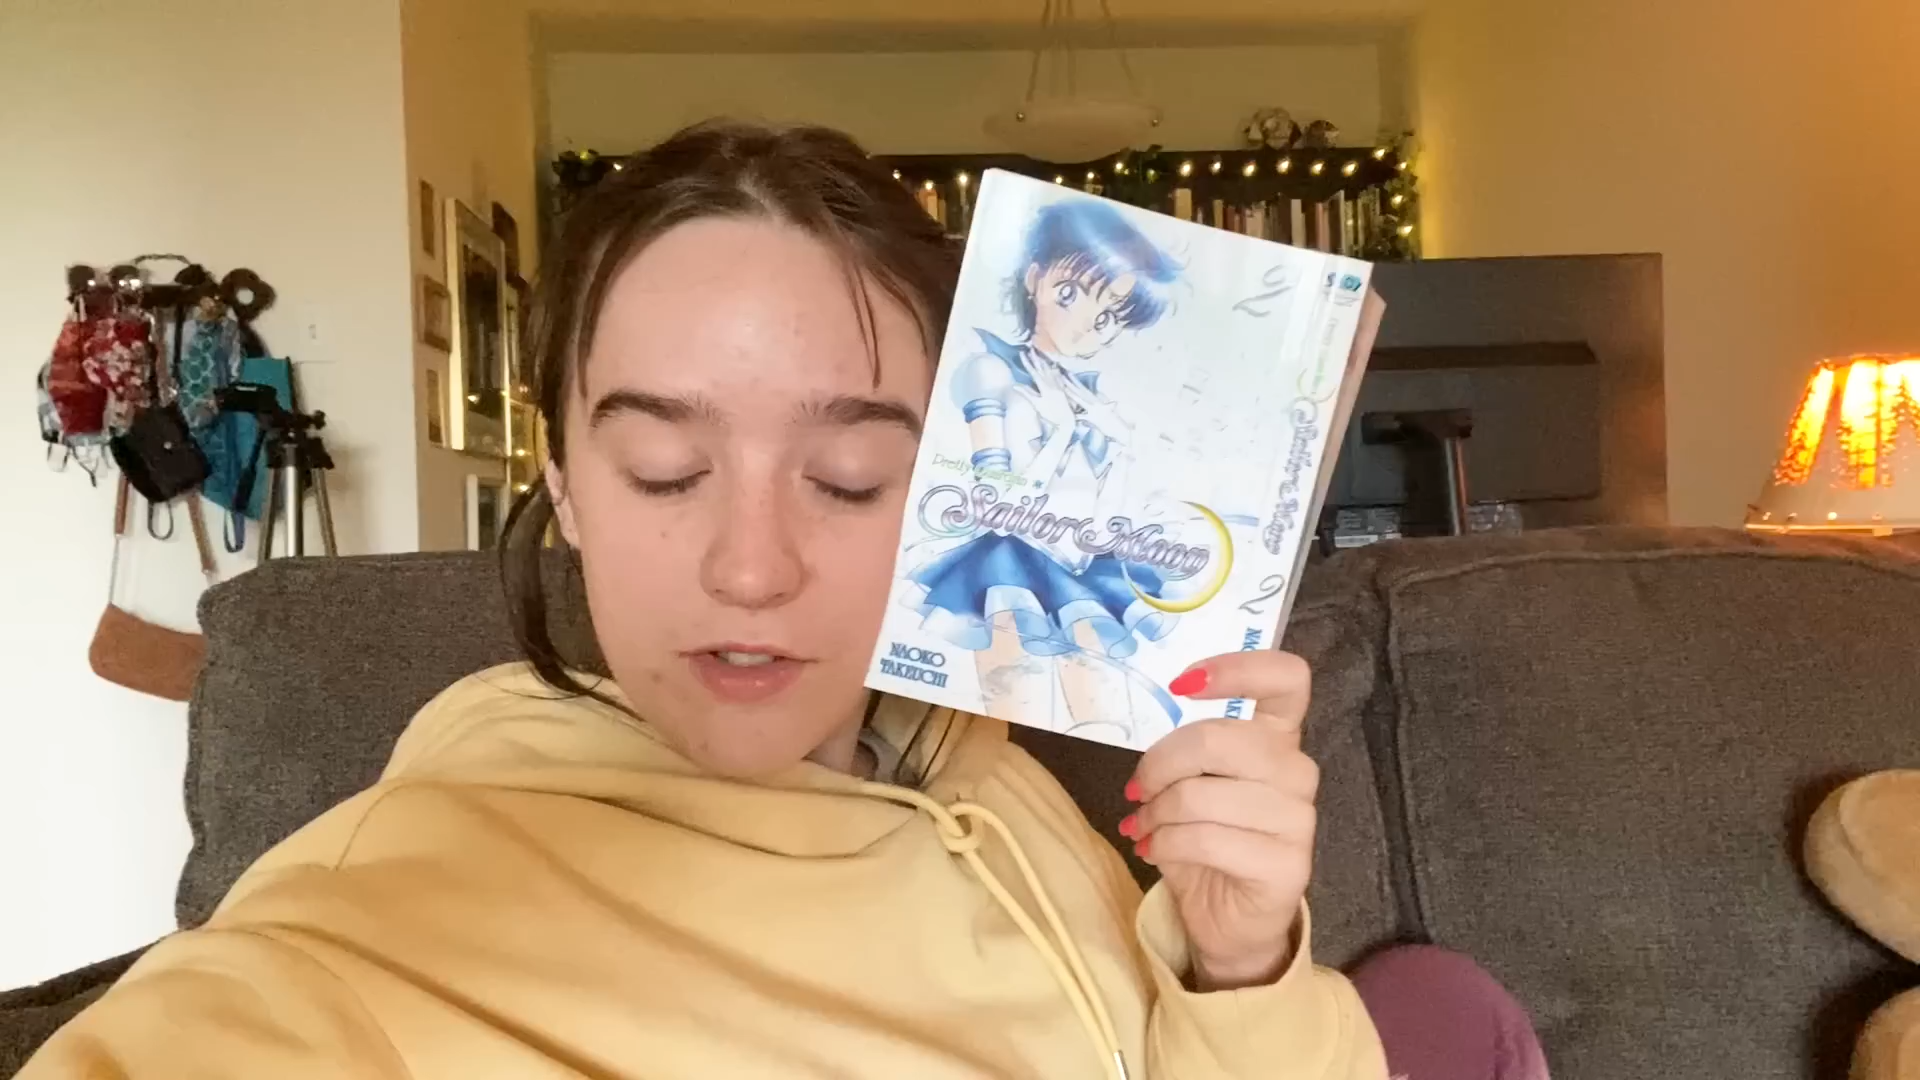 2
Pretty Guardian
Sailor Moon
NAOKO
TAKEUCHI
Sailor Moon 2